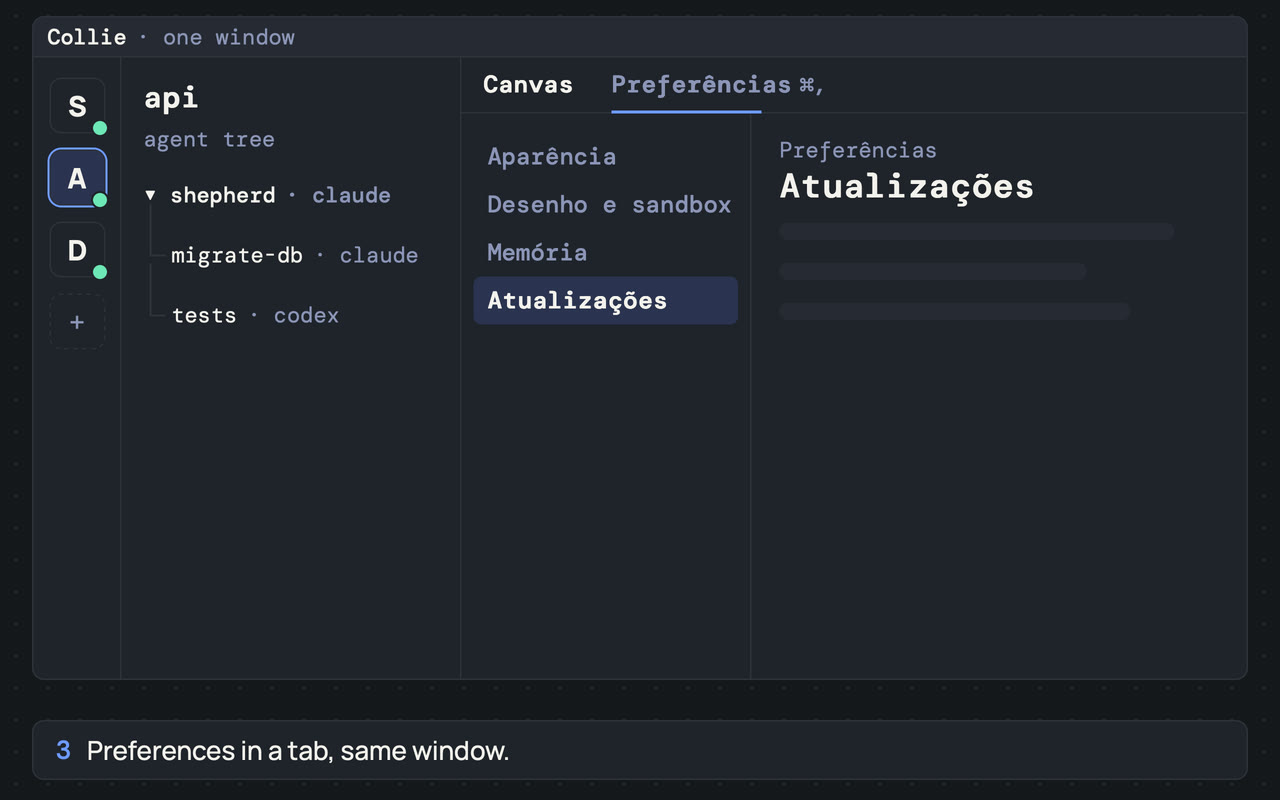 Collie · one window
S
A
D
+
api
agent tree
▼ shepherd · claude
migrate-db · claude
tests · codex
Canvas
Preferências ⌘,
Aparência
Desenho e sandbox
Memória
Atualizações
Preferências
Atualizações
3 Preferences in a tab, same window.